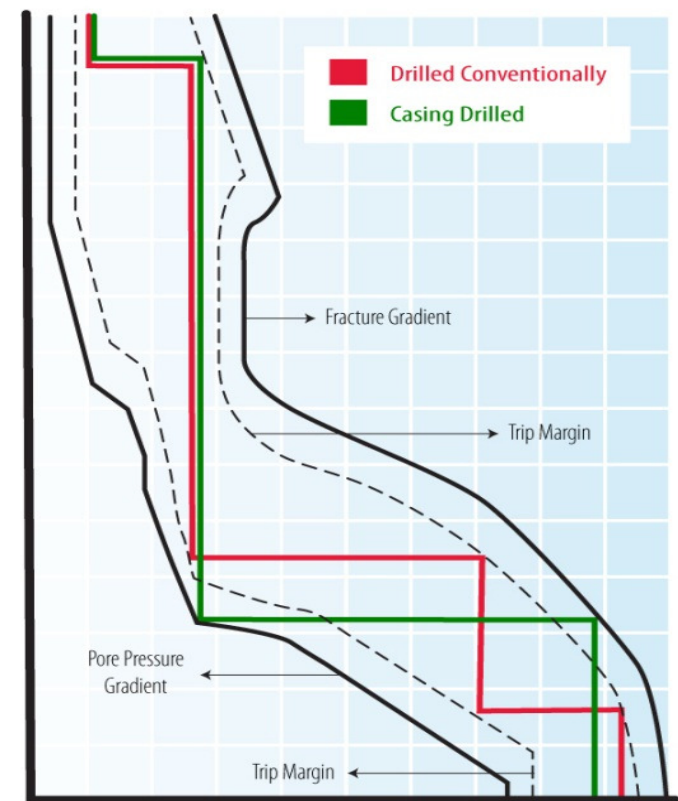 Drilled Conventionally
Casing Drilled
Fracture Gradient
Trip Margin
Pore Pressure
Gradient
Trip Margin